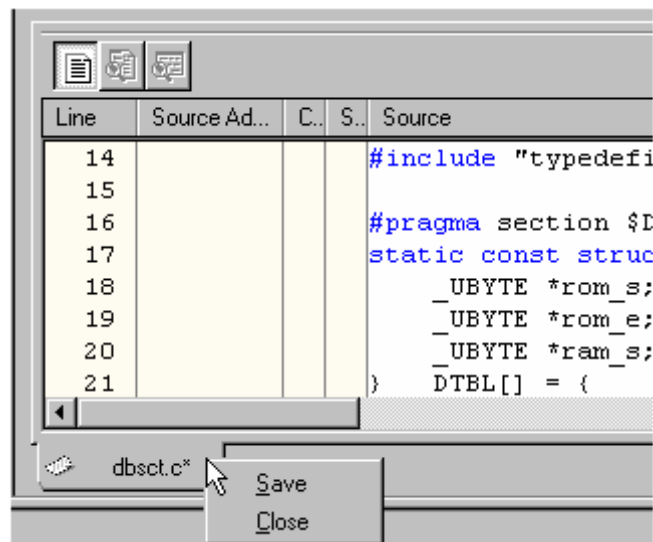 Line Source Ad... C.. S.. Source
14 #include "typedefi
15
16 #pragma section $D
17 static const struc
18 _UBYTE *rom_s;
19 _UBYTE *rom_e;
20 _UBYTE *ram_s;
21 } DTBL[] = {
dbsct.c*
Save
Close